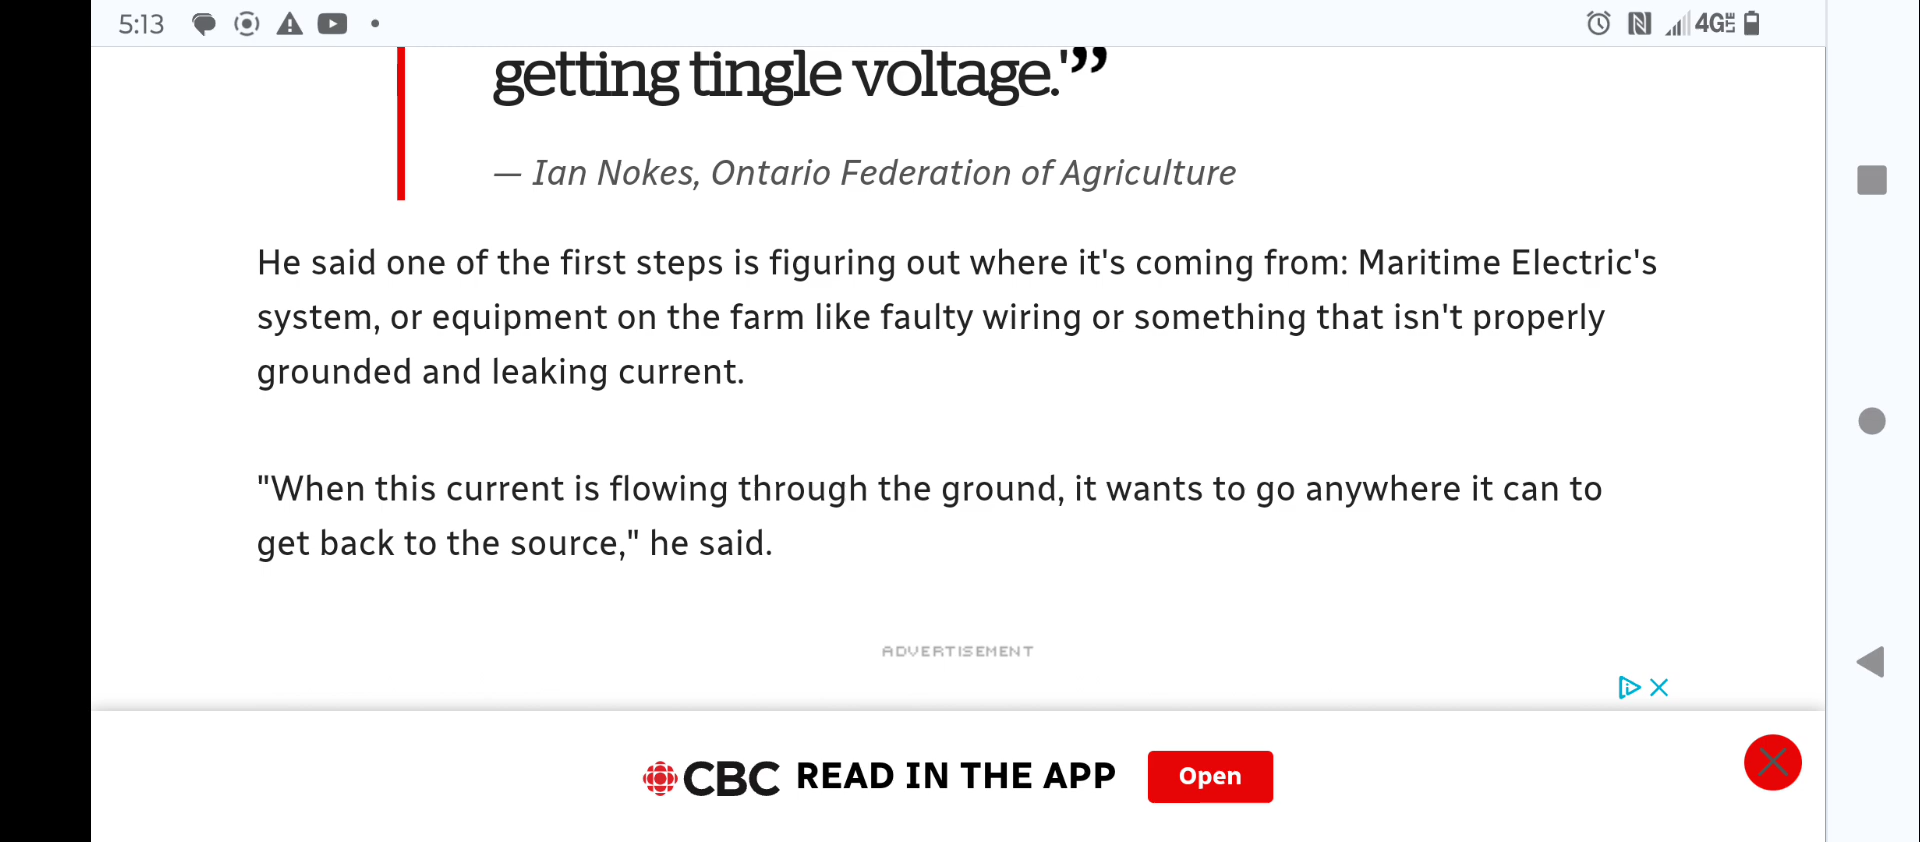 5:13
4G LTE
getting tingle voltage.'”
— Ian Nokes, Ontario Federation of Agriculture
He said one of the first steps is figuring out where it's coming from: Maritime Electric's
system, or equipment on the farm like faulty wiring or something that isn't properly
grounded and leaking current.
"When this current is flowing through the ground, it wants to go anywhere it can to
get back to the source," he said.
ADVERTISEMENT
CBC READ IN THE APP Open